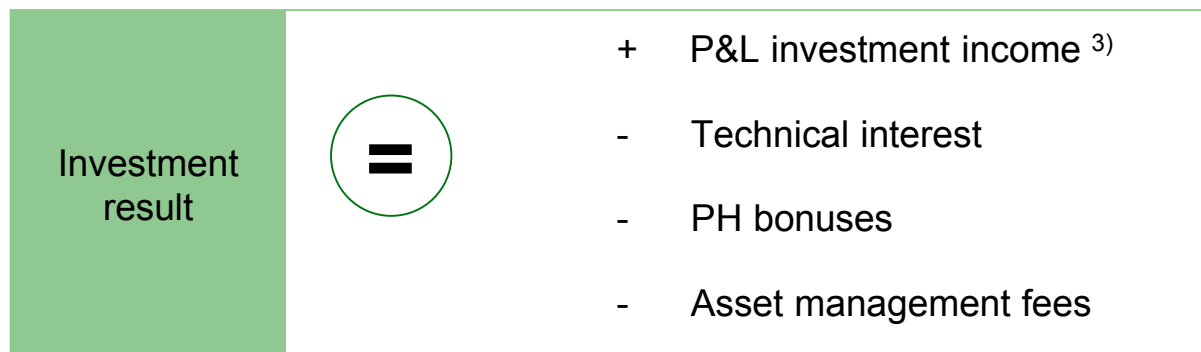 Investment
result
=
+ P&L investment income 3)
- Technical interest
- PH bonuses
- Asset management fees